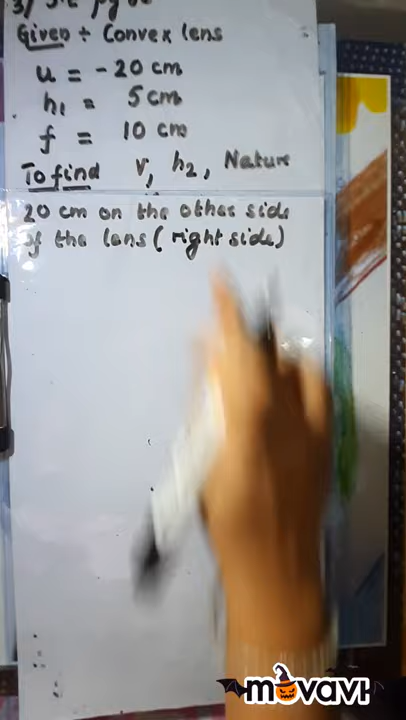 3)
Given ÷ Convex lens
u = -20 cm
h1 = 5 cm
f = 10 cm
To find v, h2, Nature
20 cm on the other side
of the lens (right side)
movavi